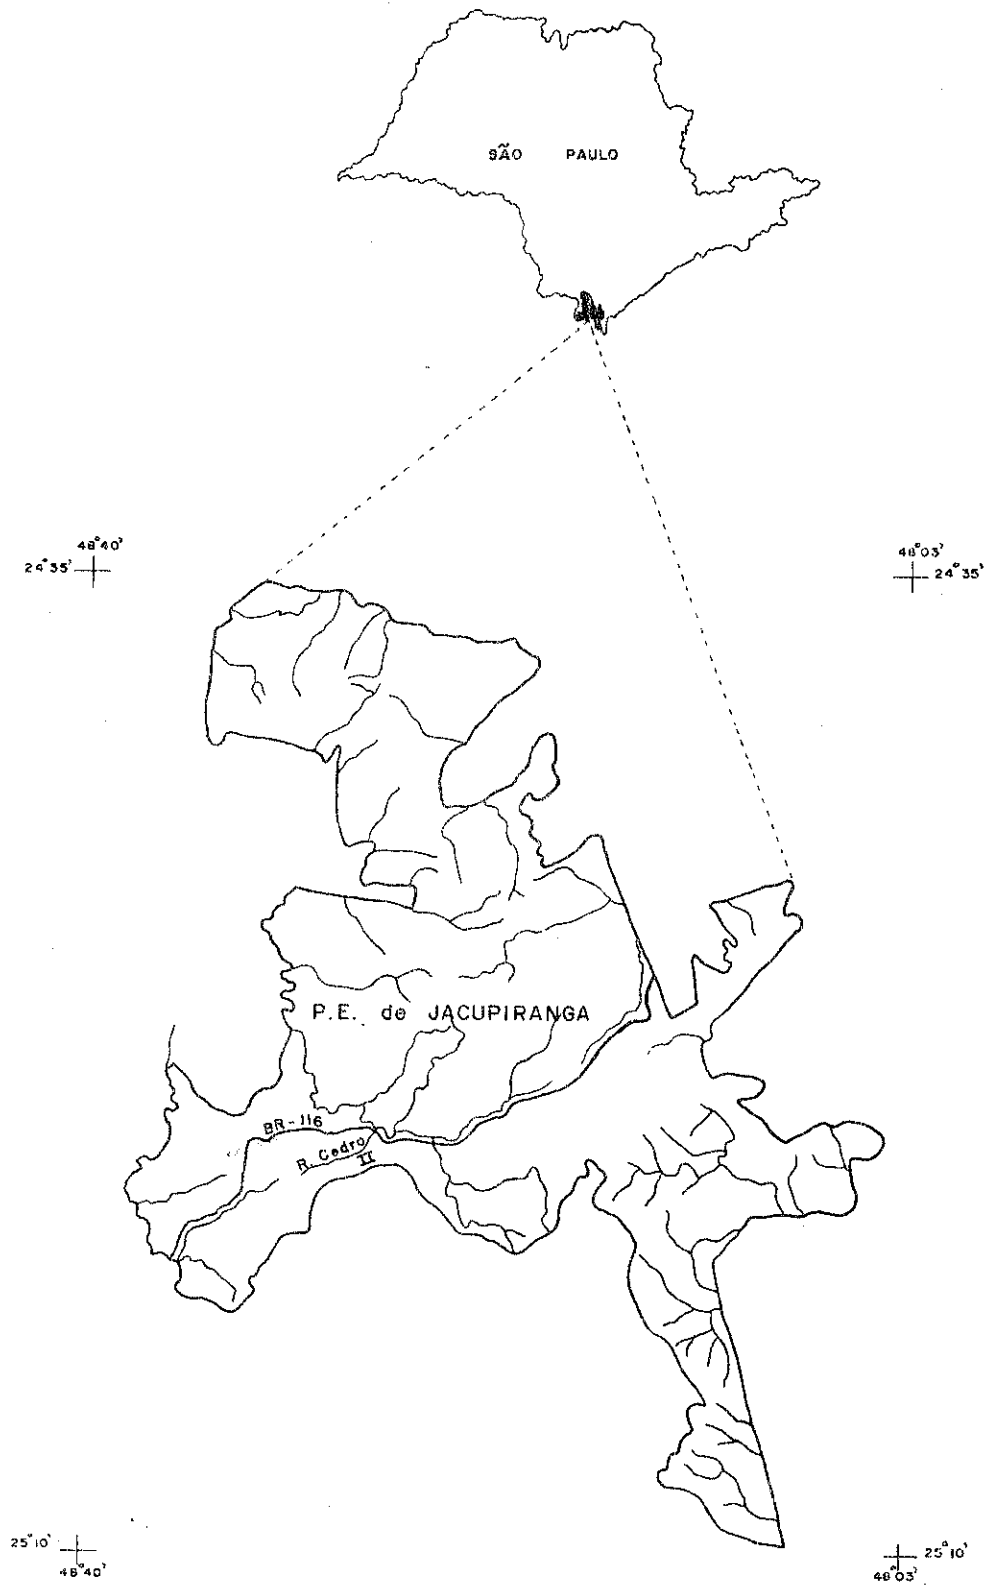 SÃO PAULO
48°40'
24°35'
48°03'
24°35'
P.E. de JACUPIRANGA
BR-116
R. Cedro
II
25°10'
48°40'
25°10'
48°03'